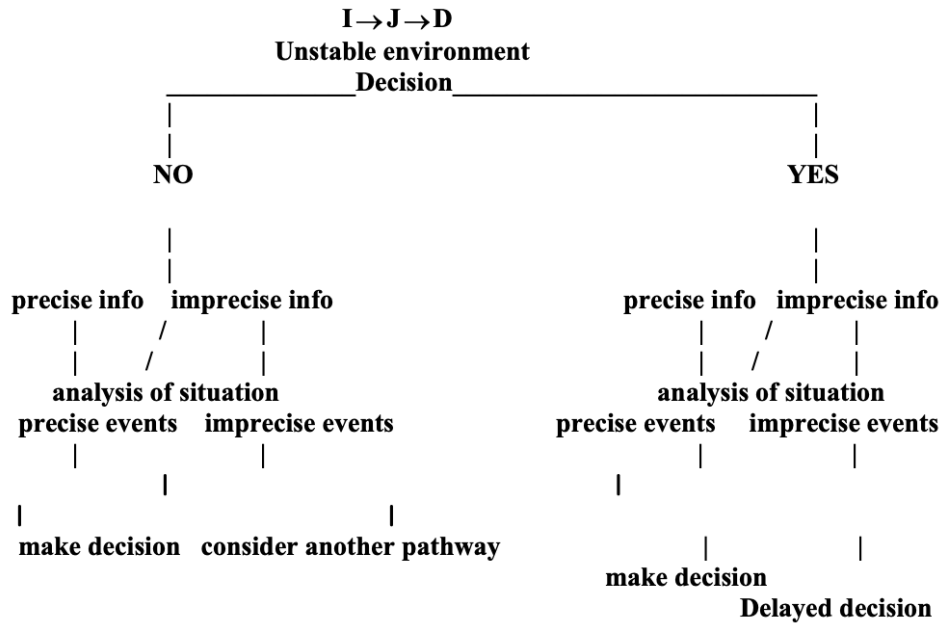 I→J→D
Unstable environment
Decision
NO YES
precise info imprecise info precise info imprecise info
analysis of situation analysis of situation
precise events imprecise events precise events imprecise events
make decision consider another pathway
make decision
Delayed decision